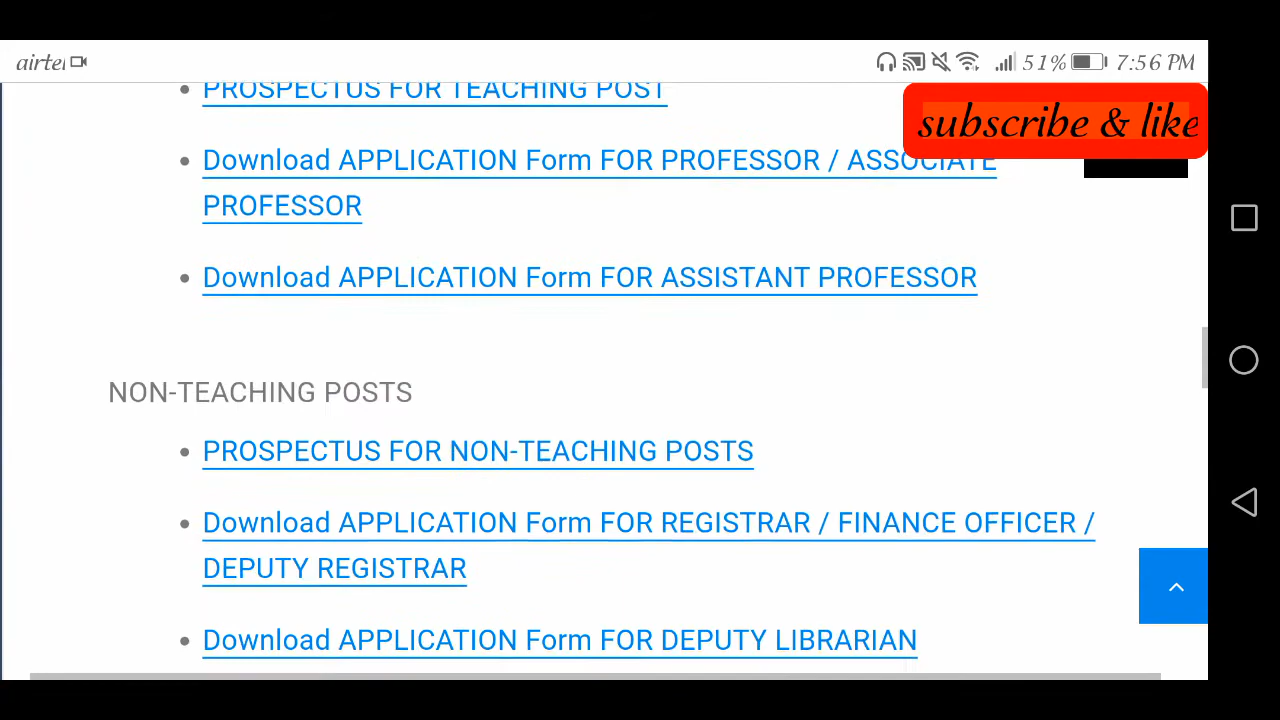 airtel
51% 7:56 PM
PROSPECTUS FOR TEACHING POST
subscribe & like
Download APPLICATION Form FOR PROFESSOR / ASSOCIATE
PROFESSOR
Download APPLICATION Form FOR ASSISTANT PROFESSOR
NON-TEACHING POSTS
PROSPECTUS FOR NON-TEACHING POSTS
Download APPLICATION Form FOR REGISTRAR / FINANCE OFFICER /
DEPUTY REGISTRAR
Download APPLICATION Form FOR DEPUTY LIBRARIAN